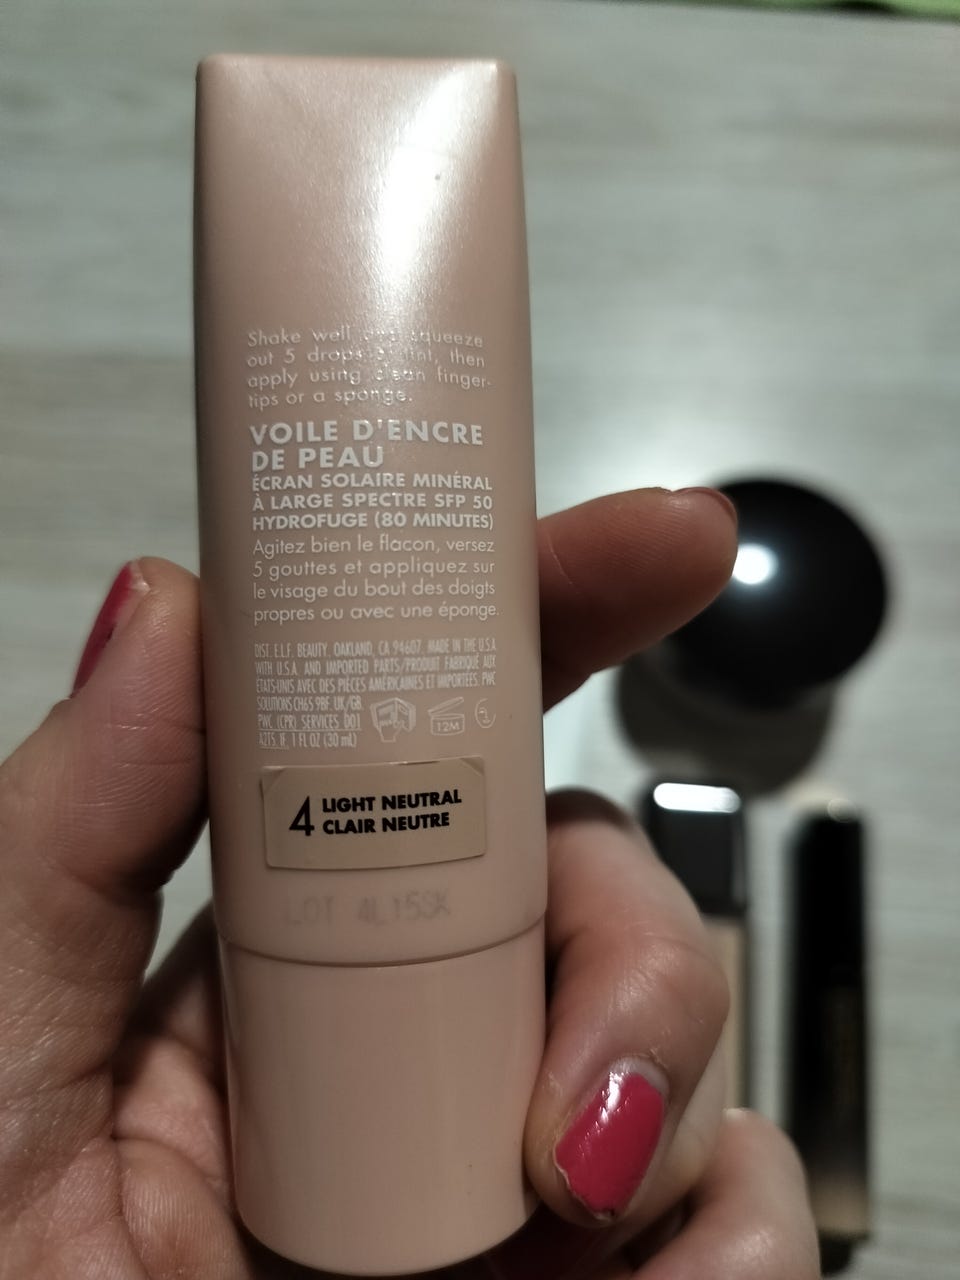 Shake well and squeeze
out 5 drops tint, then
apply using clean finger-
tips or a sponge.
VOILE D'ENCRE
DE PEAU
ÉCRAN SOLAIRE MINÉRAL
À LARGE SPECTRE SFP 50
HYDROFUGE (80 MINUTES)
Agitez bien le flacon, versez
5 gouttes et appliquez sur
le visage du bout des doigts
propres ou avec une éponge.
DIST. E.L.F. BEAUTY, OAKLAND, CA 94607. MADE IN THE U.S.A.
WITH U.S.A. AND IMPORTED PARTS/PRODUIT FABRIQUÉ AUX
ÉTATS-UNIS AVEC DES PIÈCES AMÉRICAINES ET IMPORTÉES. PWC
SOLUTIONS CH65 9BF. UK/GB.
PWC (CPR) SERVICES D01
A2T5. IE. 1 FL OZ (30 mL)
12M
4 LIGHT NEUTRAL
CLAIR NEUTRE
LOT 4L15SK